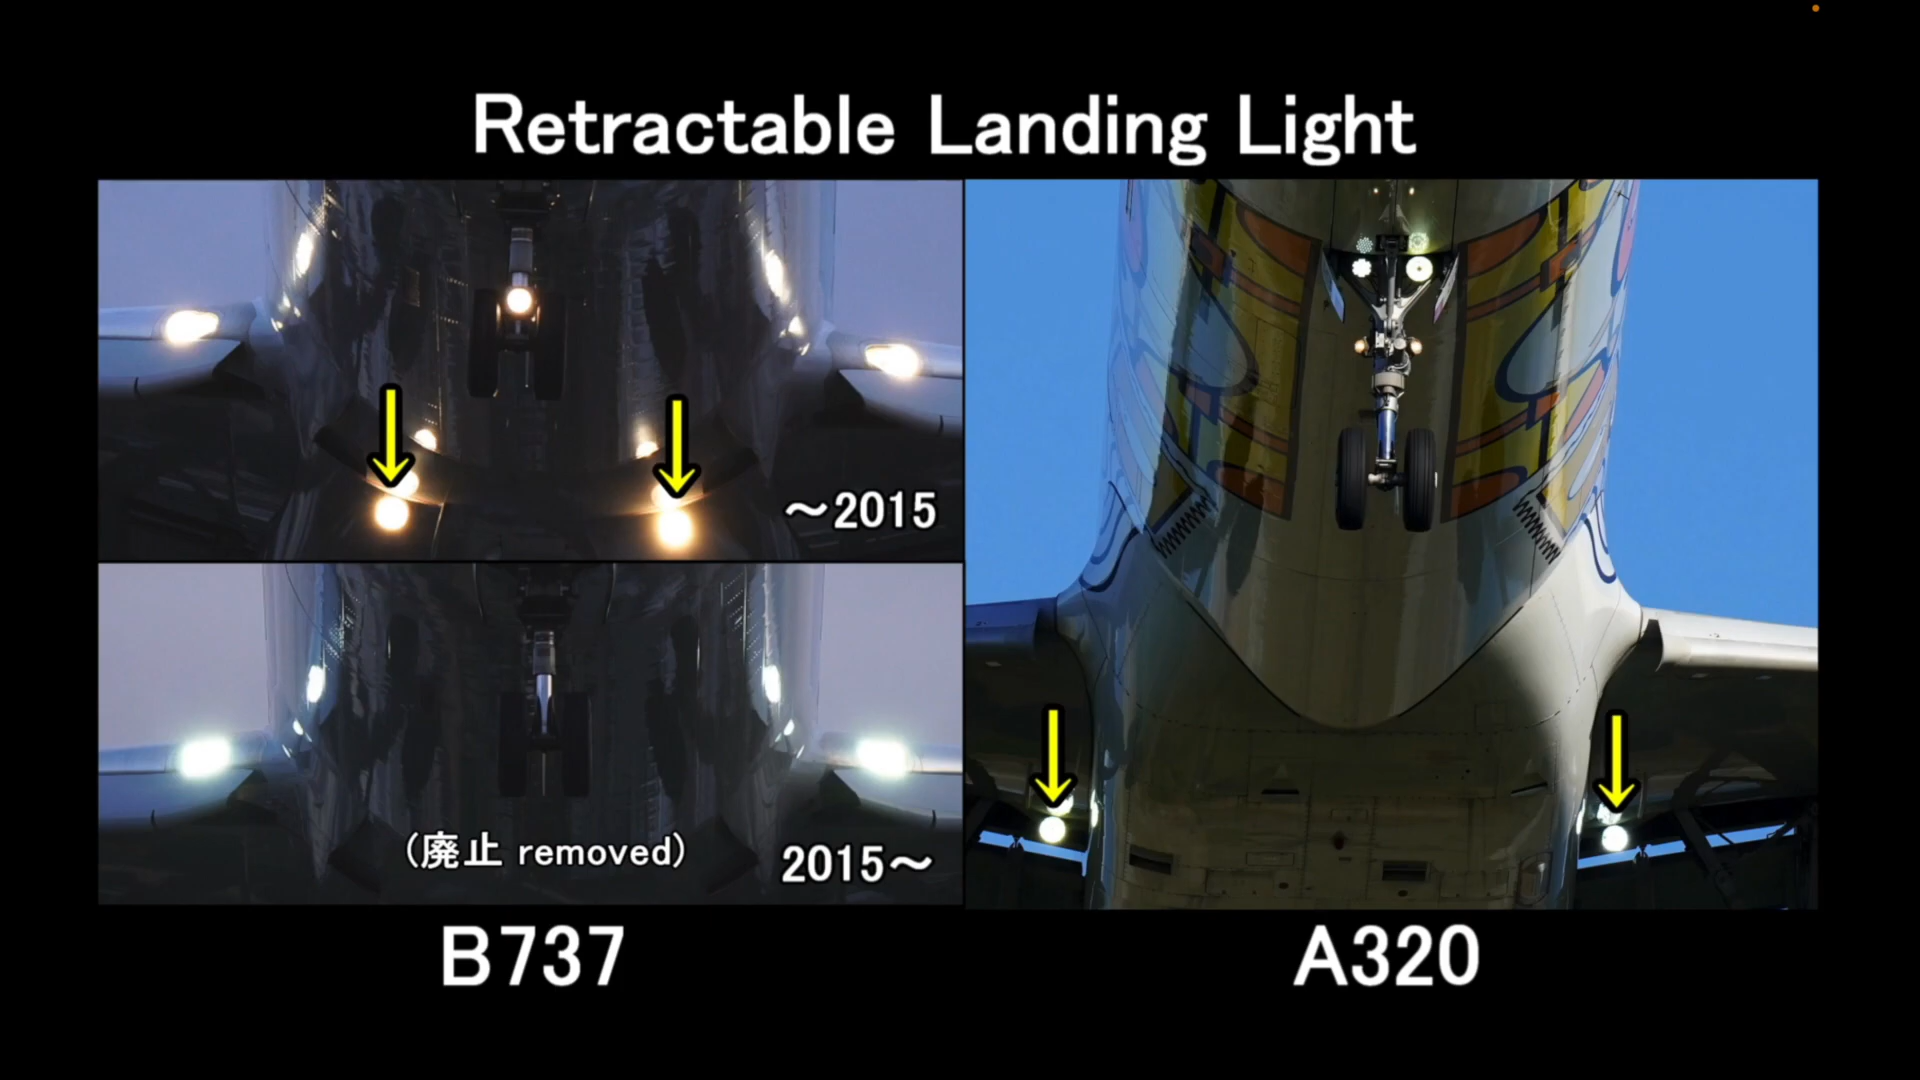 Retractable Landing Light
～2015
(廃止 removed)
2015～
B737
A320